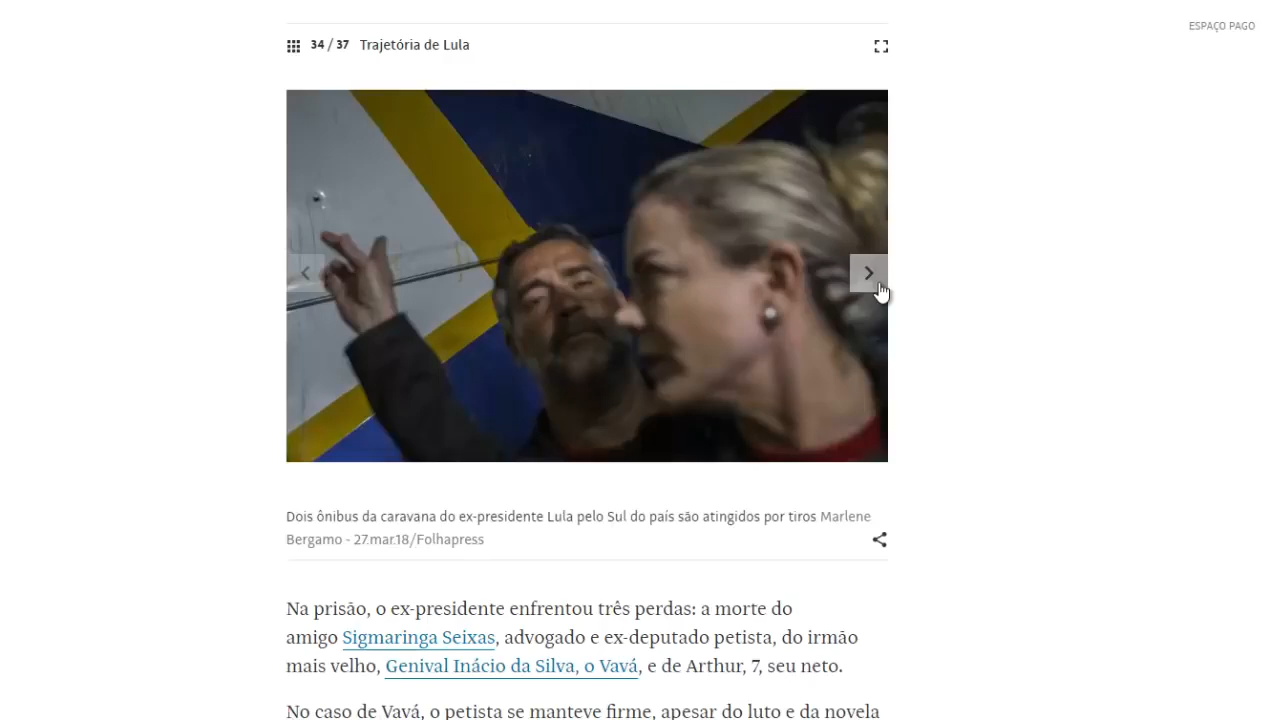 ESPAÇO PAGO
34 / 37 Trajetória de Lula
Dois ônibus da caravana do ex-presidente Lula pelo Sul do país são atingidos por tiros Marlene
Bergamo - 27.mar.18/Folhapress
Na prisão, o ex-presidente enfrentou três perdas: a morte do
amigo Sigmaringa Seixas, advogado e ex-deputado petista, do irmão
mais velho, Genival Inácio da Silva, o Vavá, e de Arthur, 7, seu neto.
No caso de Vavá, o petista se manteve firme, apesar do luto e da novela